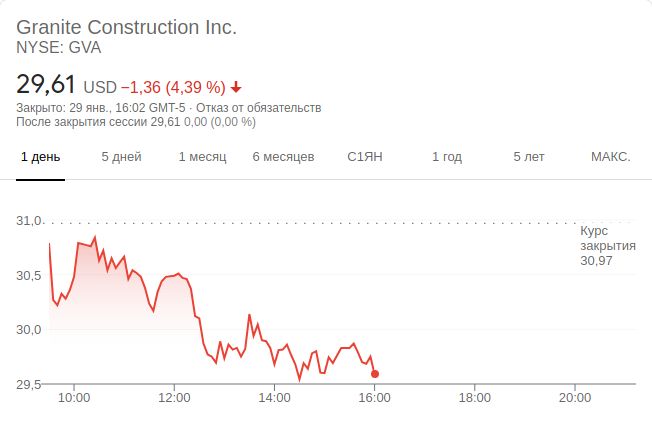 Granite Construction Inc.
NYSE: GVA
29,61 USD −1,36 (4,39 %)
Закрыто: 29 янв., 16:02 GMT-5 · Отказ от обязательств
После закрытия сессии 29,61 0,00 (0,00 %)
1 день 5 дней 1 месяц 6 месяцев С1ЯН 1 год 5 лет МАКС.
31,0
Курс
закрытия
30,97
30,5
30,0
29,5
10:00 12:00 14:00 16:00 18:00 20:00